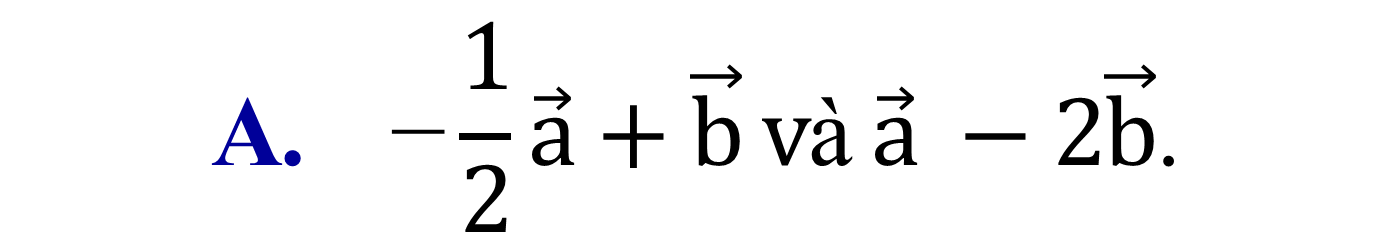 A. −1/2 a⃗ + b⃗ và a⃗ − 2b⃗.